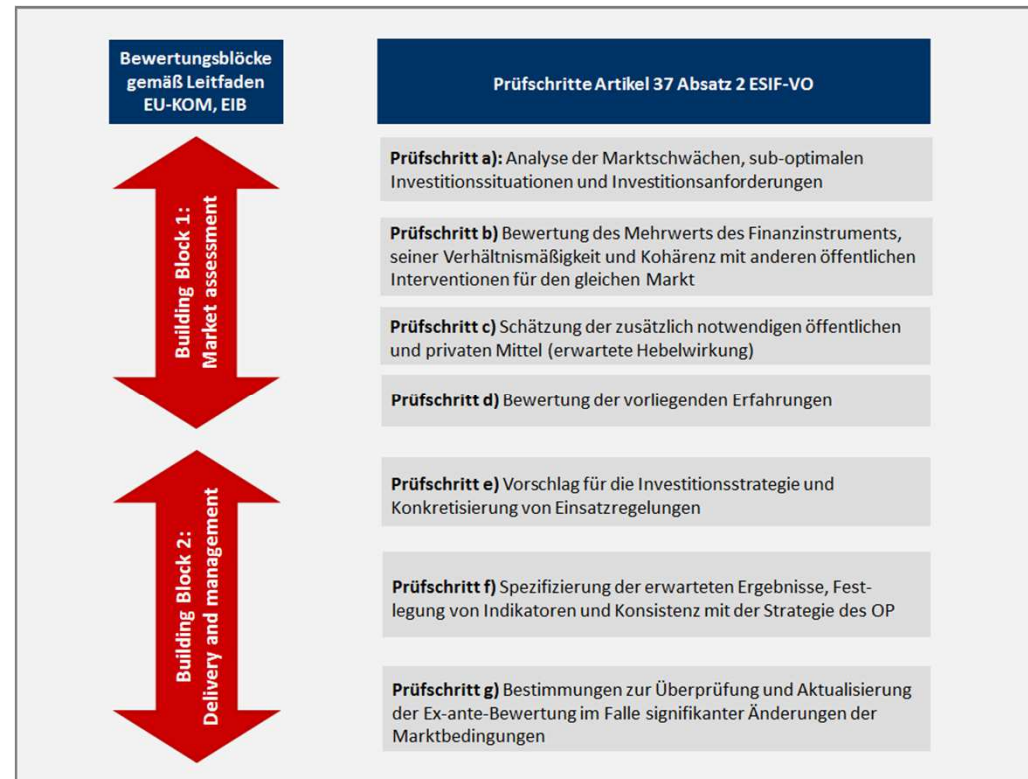 Bewertungsblöcke
gemäß Leitfaden
EU-KOM, EIB
Prüfschritte Artikel 37 Absatz 2 ESIF-VO
Building Block 1:
Market assessment
Prüfschritt a): Analyse der Marktschwächen, sub-optimalen
Investitionssituationen und Investitionsanforderungen
Prüfschritt b) Bewertung des Mehrwerts des Finanzinstruments,
seiner Verhältnismäßigkeit und Kohärenz mit anderen öffentlichen
Interventionen für den gleichen Markt
Prüfschritt c) Schätzung der zusätzlich notwendigen öffentlichen
und privaten Mittel (erwartete Hebelwirkung)
Prüfschritt d) Bewertung der vorliegenden Erfahrungen
Building Block 2:
Delivery and management
Prüfschritt e) Vorschlag für die Investitionsstrategie und
Konkretisierung von Einsatzregelungen
Prüfschritt f) Spezifizierung der erwarteten Ergebnisse, Fest-
legung von Indikatoren und Konsistenz mit der Strategie des OP
Prüfschritt g) Bestimmungen zur Überprüfung und Aktualisierung
der Ex-ante-Bewertung im Falle signifikanter Änderungen der
Marktbedingungen